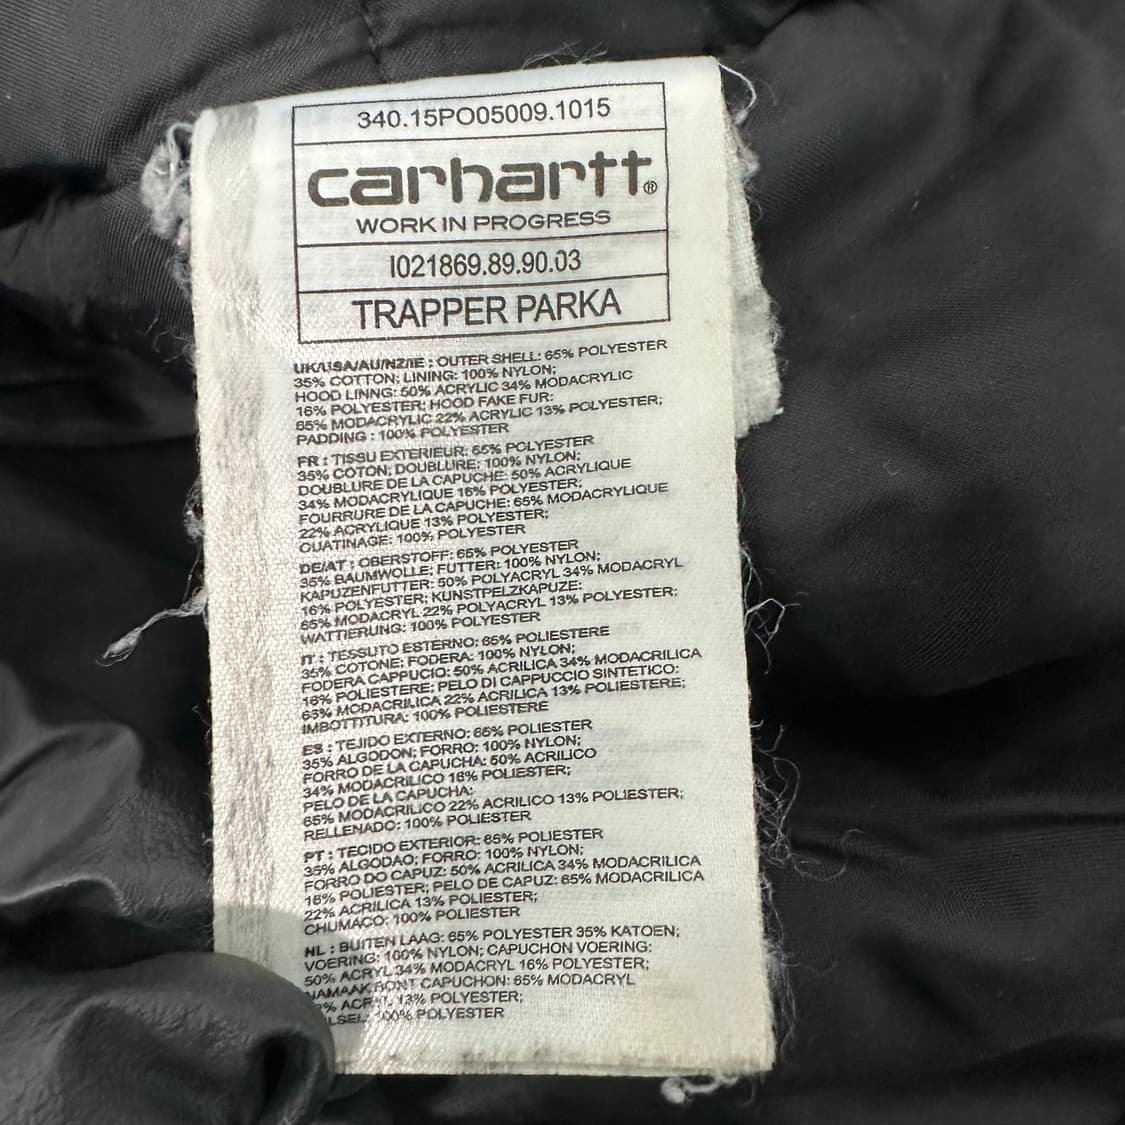 340.15PO05009.1015
carhartt®
WORK IN PROGRESS
I021869.89.90.03
TRAPPER PARKA
UK/USA/AU/NZ/IE : OUTER SHELL: 65% POLYESTER
35% COTTON; LINING: 100% NYLON;
HOOD LINNG: 50% ACRYLIC 34% MODACRYLIC
16% POLYESTER; HOOD FAKE FUR:
65% MODACRYLIC 22% ACRYLIC 13% POLYESTER;
PADDING : 100% POLYESTER
FR : TISSU EXTERIEUR: 65% POLYESTER
35% COTON; DOUBLURE: 100% NYLON;
DOUBLURE DE LA CAPUCHE: 50% ACRYLIQUE
34% MODACRYLIQUE 16% POLYESTER;
FOURRURE DE LA CAPUCHE: 65% MODACRYLIQUE
22% ACRYLIQUE 13% POLYESTER;
OUATINAGE: 100% POLYESTER
DE/AT : OBERSTOFF: 65% POLYESTER
35% BAUMWOLLE; FUTTER: 100% NYLON;
KAPUZENFUTTER: 50% POLYACRYL 34% MODACRYL
16% POLYESTER; KUNSTPELZKAPUZE:
65% MODACRYL 22% POLYACRYL 13% POLYESTER;
WATTIERUNG: 100% POLYESTER
IT : TESSUTO ESTERNO: 65% POLIESTERE
35% COTONE; FODERA: 100% NYLON;
FODERA CAPPUCIO: 50% ACRILICA 34% MODACRILICA
16% POLIESTERE; PELO DI CAPPUCCIO SINTETICO:
65% MODACRILICA 22% ACRILICA 13% POLIESTERE;
IMBOTTITURA: 100% POLIESTERE
ES : TEJIDO EXTERNO: 65% POLIESTER
35% ALGODON; FORRO: 100% NYLON;
FORRO DE LA CAPUCHA: 50% ACRILICO
34% MODACRILICO 16% POLIESTER;
PELO DE LA CAPUCHA:
65% MODACRILICO 22% ACRILICO 13% POLIESTER;
RELLENADO: 100% POLIESTER
PT : TECIDO EXTERIOR: 65% POLIESTER
35% ALGODAO; FORRO: 100% NYLON;
FORRO DO CAPUZ: 50% ACRILICA 34% MODACRILICA
16% POLIESTER; PELO DE CAPUZ: 65% MODACRILICA
22% ACRILICA 13% POLIESTER;
CHUMACO: 100% POLIESTER
NL : BUITEN LAAG: 65% POLYESTER 35% KATOEN;
VOERING: 100% NYLON; CAPUCHON VOERING:
50% ACRYL 34% MODACRYL 16% POLYESTER;
NAMAAK BONT CAPUCHON: 65% MODACRYL
13% POLYESTER;
100% POLYESTER